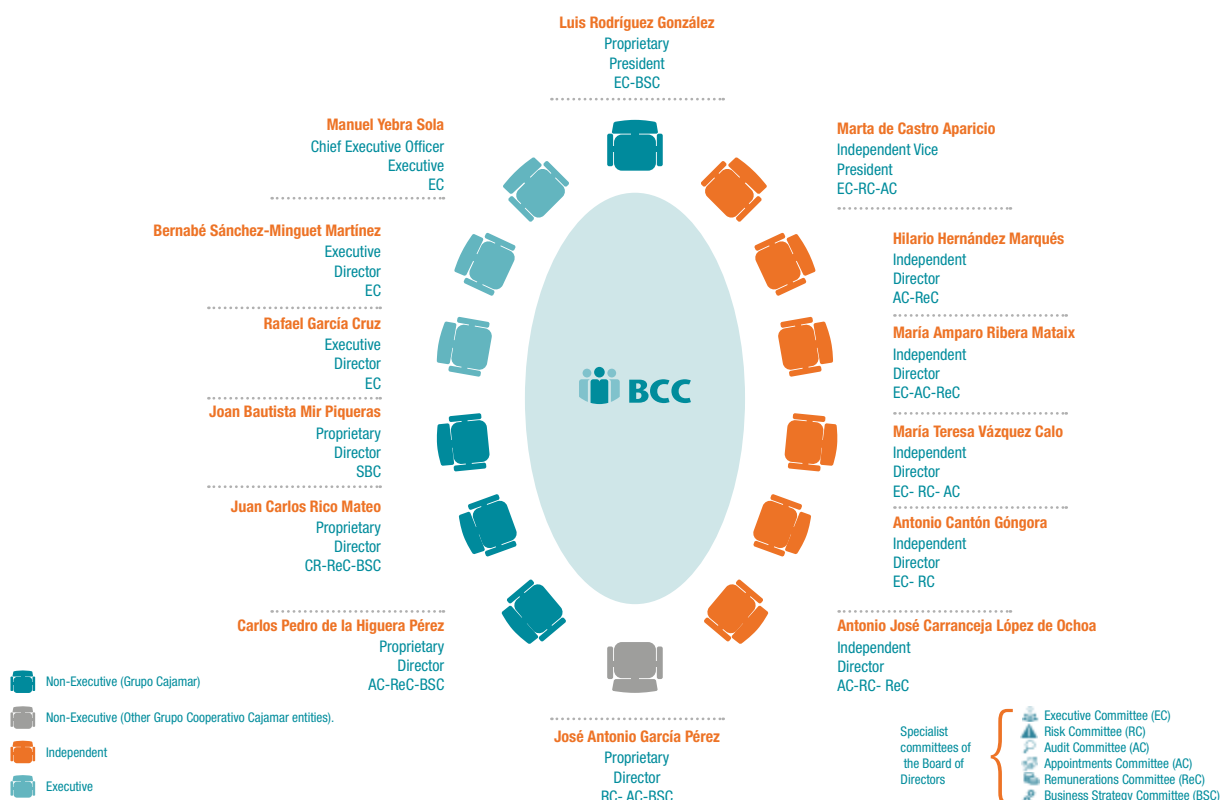 Luis Rodríguez González
Proprietary
President
EC-BSC
Manuel Yebra Sola
Chief Executive Officer
Executive
EC
Bernabé Sánchez-Minguet Martínez
Executive
Director
EC
Rafael García Cruz
Executive
Director
EC
Joan Bautista Mir Piqueras
Proprietary
Director
SBC
Juan Carlos Rico Mateo
Proprietary
Director
CR-ReC-BSC
Carlos Pedro de la Higuera Pérez
Proprietary
Director
AC-ReC-BSC
Marta de Castro Aparicio
Independent Vice
President
EC-RC-AC
Hilario Hernández Marqués
Independent
Director
AC-ReC
María Amparo Ribera Mataix
Independent
Director
EC-AC-ReC
María Teresa Vázquez Calo
Independent
Director
EC- RC- AC
Antonio Cantón Góngora
Independent
Director
EC- RC
Antonio José Carranceja López de Ochoa
Independent
Director
AC-RC- ReC
BCC
José Antonio García Pérez
Proprietary
Director
RC- AC-BSC
Non-Executive (Grupo Cajamar)
Non-Executive (Other Grupo Cooperativo Cajamar entities).
Independent
Executive
Specialist
committees of
the Board of
Directors
Executive Committee (EC)
Risk Committee (RC)
Audit Committee (AC)
Appointments Committee (AC)
Remunerations Committee (ReC)
Business Strategy Committee (BSC)